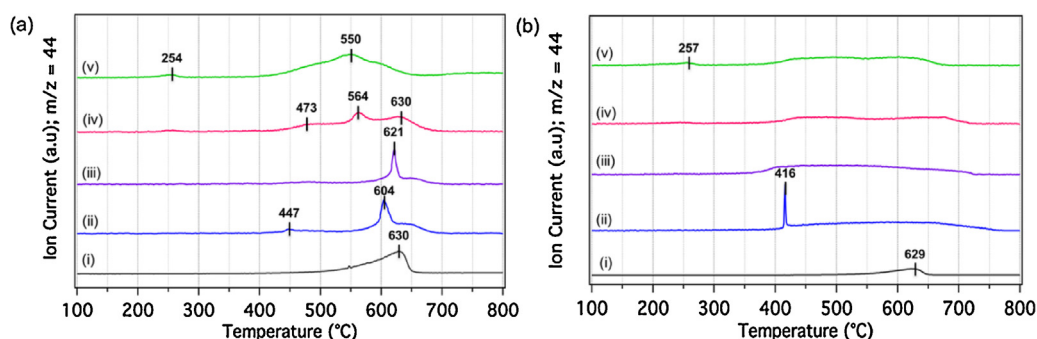 (a)
Ion Current (a.u); m/z = 44
(v)
254
550
(iv)
473
564
630
(iii)
621
(ii)
447
604
(i)
630
100 200 300 400 500 600 700 800
Temperature (°C)
(b)
Ion Current (a.u); m/z = 44
(v)
257
(iv)
(iii)
(ii)
416
(i)
629
100 200 300 400 500 600 700 800
Temperature (°C)